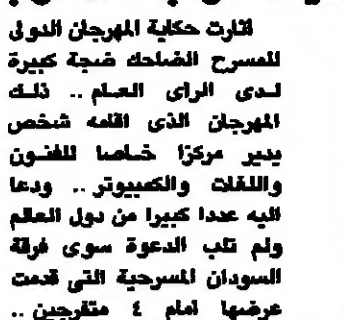 اثارت حكاية المهرجان الدولى
للمسرح الضاحك ضجة كبيرة
لدى الراى العام .. ذلك
المهرجان الذى اقامه شخص
يدير مركزا خاصا للفنون
واللغات والكمبيوتر .. ودعا
اليه عددا كبيرا من دول العالم
ولم تلب الدعوة سوى فرقة
السودان المسرحية التى قدمت
عرضها امام ٤ متفرجين ..